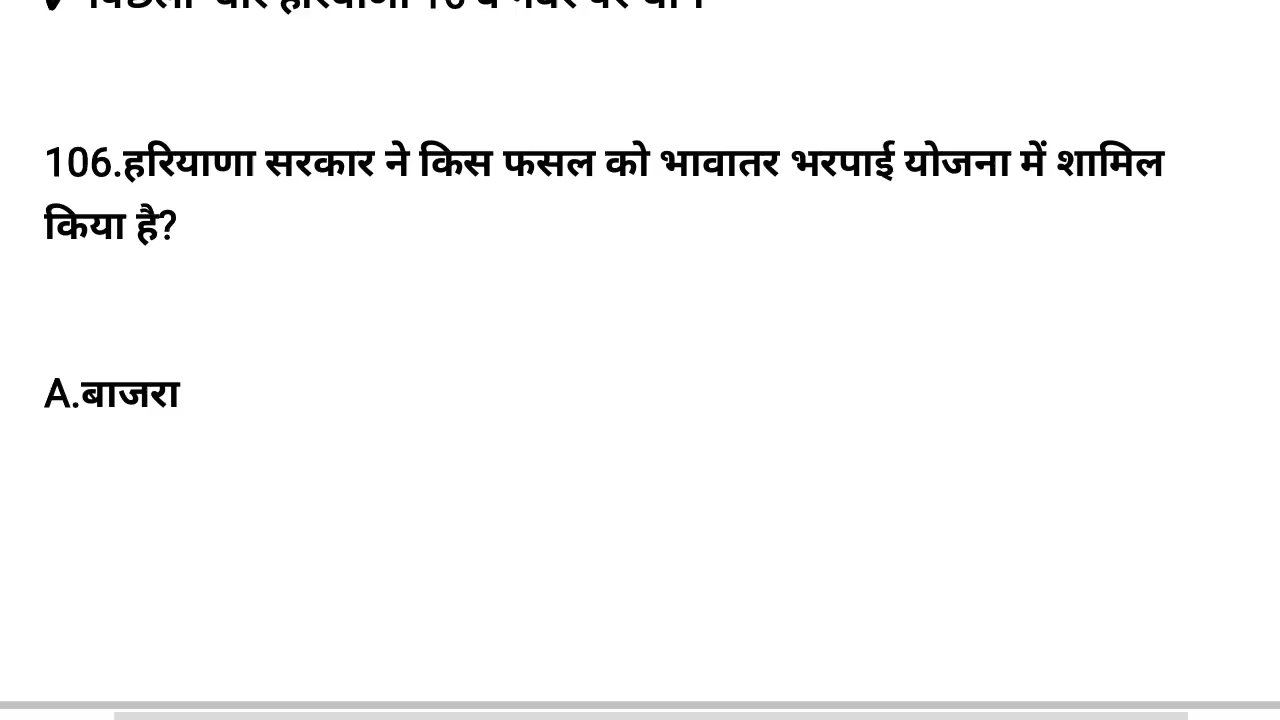 106.हरियाणा सरकार ने किस फसल को भावातर भरपाई योजना में शामिल
किया है?
A.बाजरा